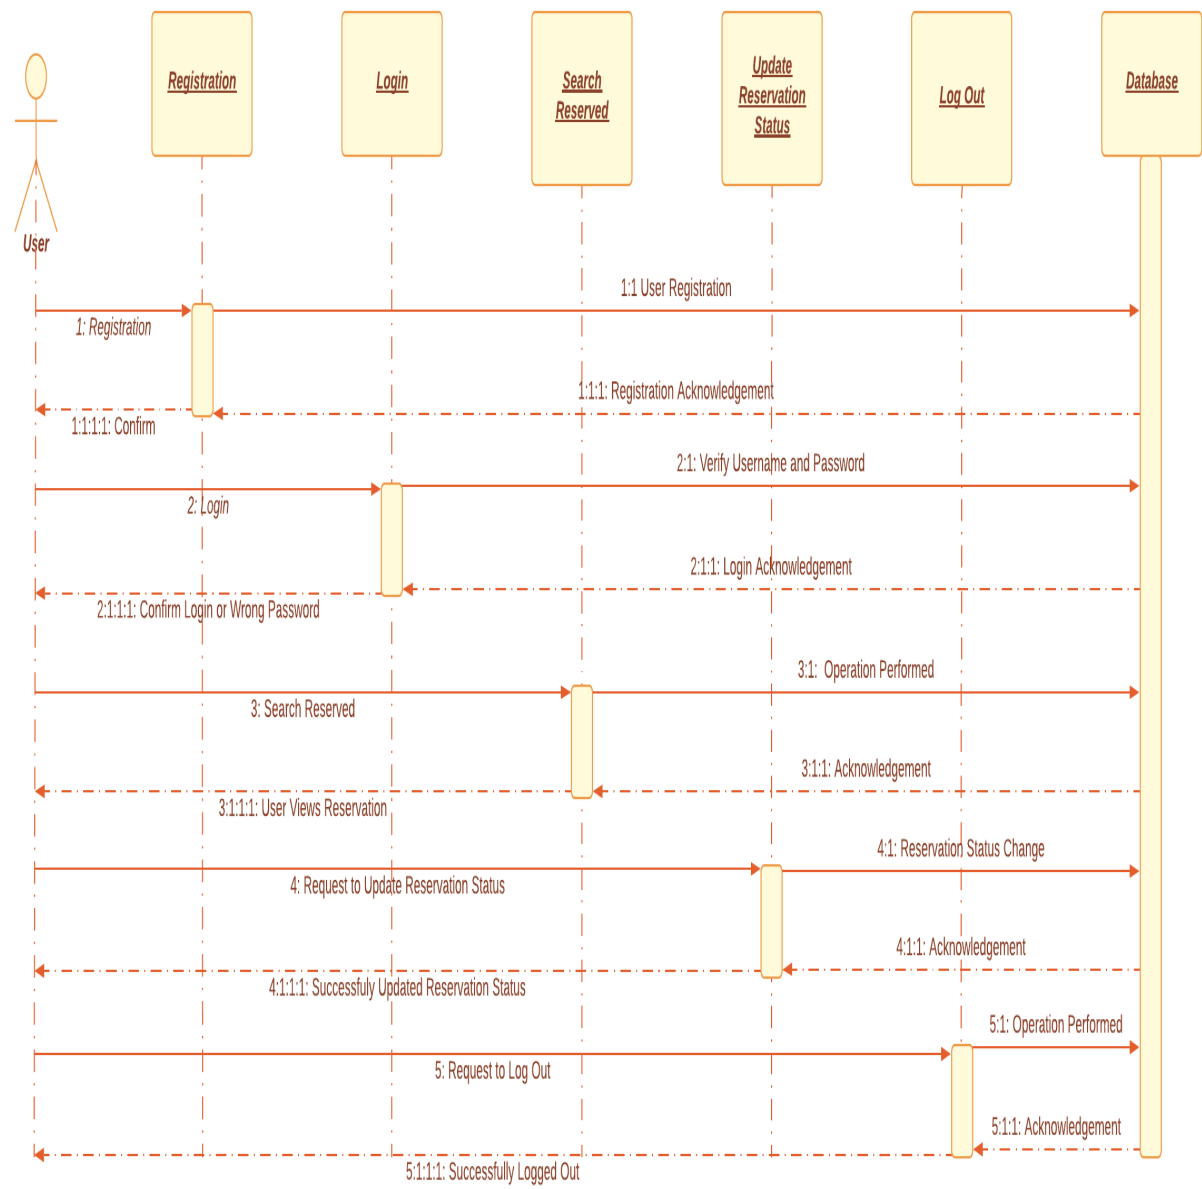 Registration
Login
Search
Reserved
Update
Reservation
Status
Log Out
Database
User
1:1 User Registration
1: Registration
1:1:1: Registration Acknowledgement
1:1:1:1: Confirm
2:1: Verify Username and Password
2: Login
2:1:1: Login Acknowledgement
2:1:1:1: Confirm Login or Wrong Password
3:1: Operation Performed
3: Search Reserved
3:1:1: Acknowledgement
3:1:1:1: User Views Reservation
4:1: Reservation Status Change
4: Request to Update Reservation Status
4:1:1: Acknowledgement
4:1:1:1: Successfuly Updated Reservation Status
5:1: Operation Performed
5: Request to Log Out
5:1:1: Acknowledgement
5:1:1:1: Successfully Logged Out